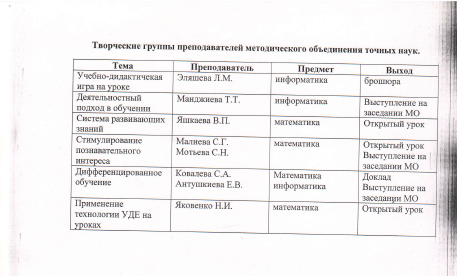 Творческие группы преподавателей методического объединения точных наук.
Тема Преподаватель Предмет Выход
Учебно-дидактичекая Эляшева Л.М. информатика брошюра
игра на уроке
Деятельностный Манджиева Т.Т. информатика Выступление на
подход в обучении заседании МО
Система развивающих Яшкаева В.П. математика Открытый урок
знаний
Стимулирование Малиева С.Г. математика Открытый урок
познавательного Мотьева С.Н. Выступление на
интереса заседании МО
Дифференцированное Ковалева С.А. Математика Доклад
обучение Антушкиева Е.В. информатика Выступление на
заседании МО
Применение Яковенко Н.И. математика Открытый урок
технологии УДЕ на
уроках